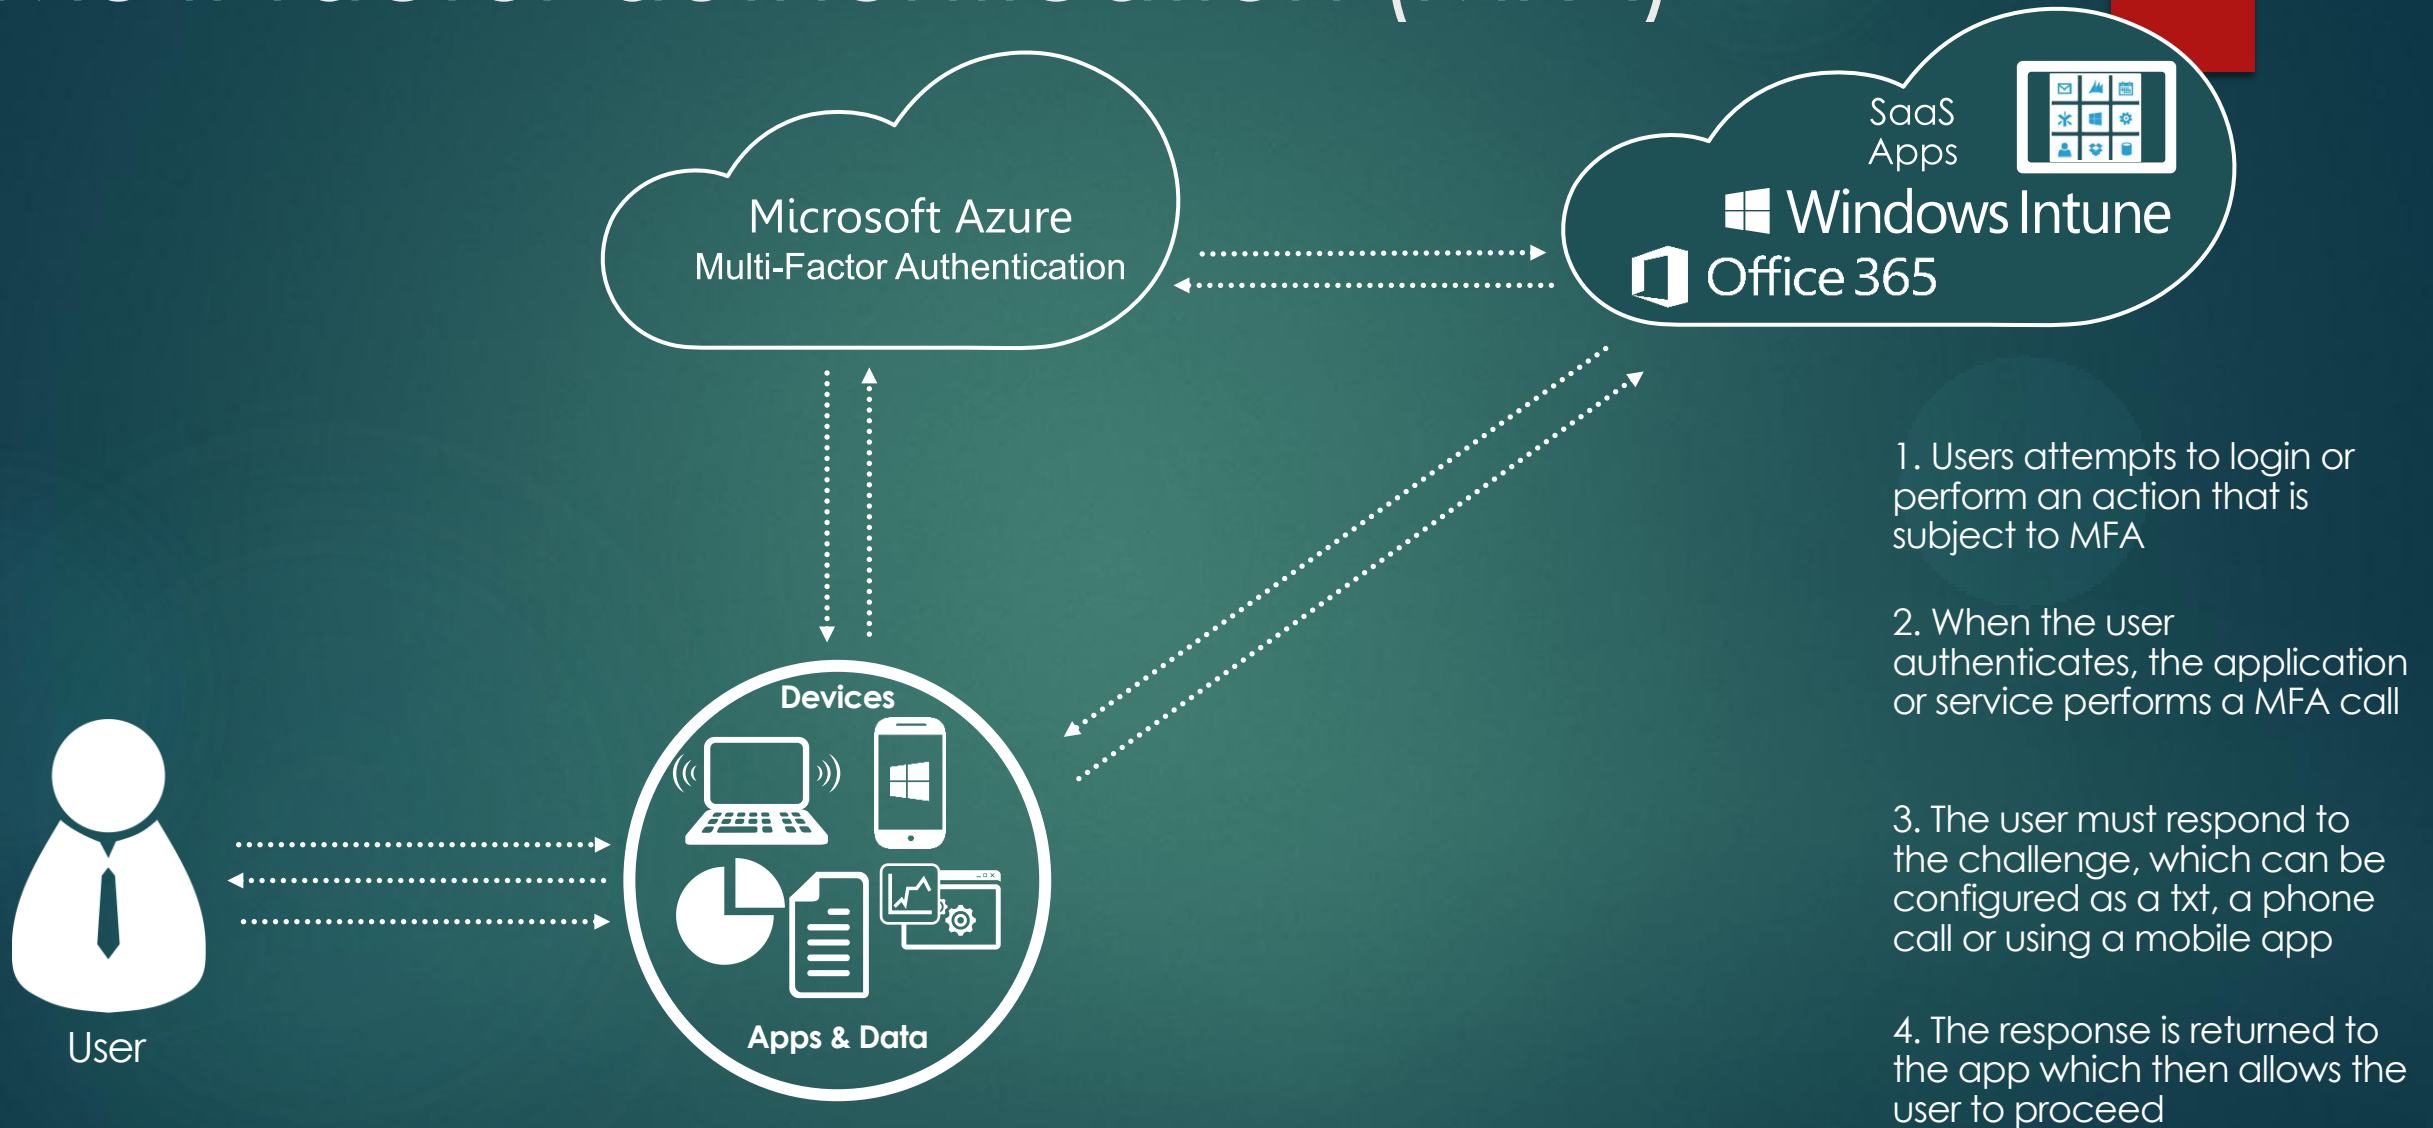 Microsoft Azure
Multi-Factor Authentication
SaaS
Apps
Windows Intune
Office 365
Devices
Apps & Data
User
1. Users attempts to login or
perform an action that is
subject to MFA
2. When the user
authenticates, the application
or service performs a MFA call
3. The user must respond to
the challenge, which can be
configured as a txt, a phone
call or using a mobile app
4. The response is returned to
the app which then allows the
user to proceed